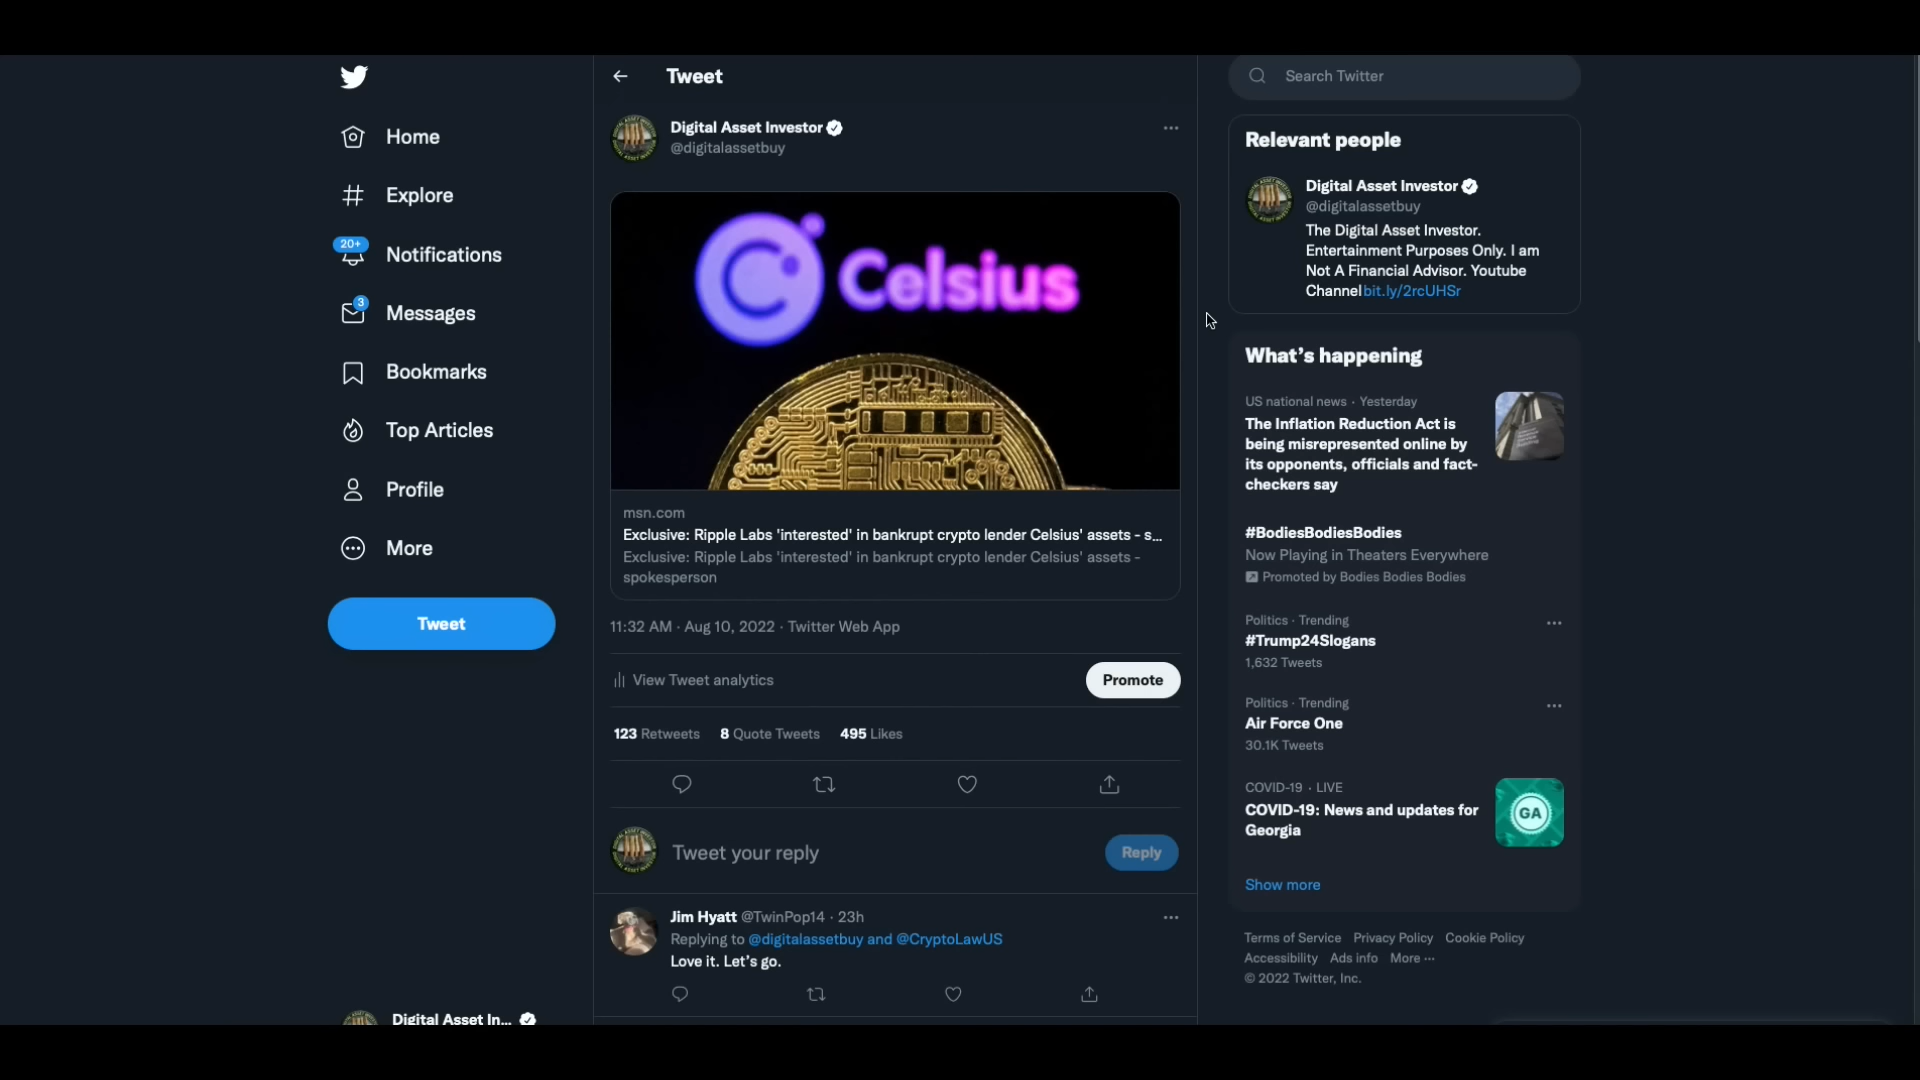 Home
Explore
20+
Notifications
3
Messages
Bookmarks
Top Articles
Profile
More
Tweet
Digital Asset In...
Tweet
Digital Asset Investor
@digitalassetbuy
Celsius
msn.com
Exclusive: Ripple Labs 'interested' in bankrupt crypto lender Celsius' assets - s...
Exclusive: Ripple Labs 'interested' in bankrupt crypto lender Celsius' assets -
spokesperson
11:32 AM · Aug 10, 2022 · Twitter Web App
View Tweet analytics
Promote
123 Retweets 8 Quote Tweets 495 Likes
Tweet your reply
Reply
Jim Hyatt @TwinPop14 · 23h
Replying to @digitalassetbuy and @CryptoLawUS
Love it. Let's go.
Search Twitter
Relevant people
Digital Asset Investor
@digitalassetbuy
The Digital Asset Investor.
Entertainment Purposes Only. I am
Not A Financial Advisor. Youtube
Channel bit.ly/2rcUHSr
What's happening
US national news · Yesterday
The Inflation Reduction Act is
being misrepresented online by
its opponents, officials and fact-
checkers say
#BodiesBodiesBodies
Now Playing in Theaters Everywhere
Promoted by Bodies Bodies Bodies
Politics · Trending
#Trump24Slogans
1,632 Tweets
Politics · Trending
Air Force One
30.1K Tweets
COVID-19 · LIVE
COVID-19: News and updates for
Georgia
GA
Show more
Terms of Service Privacy Policy Cookie Policy
Accessibility Ads info More ···
© 2022 Twitter, Inc.